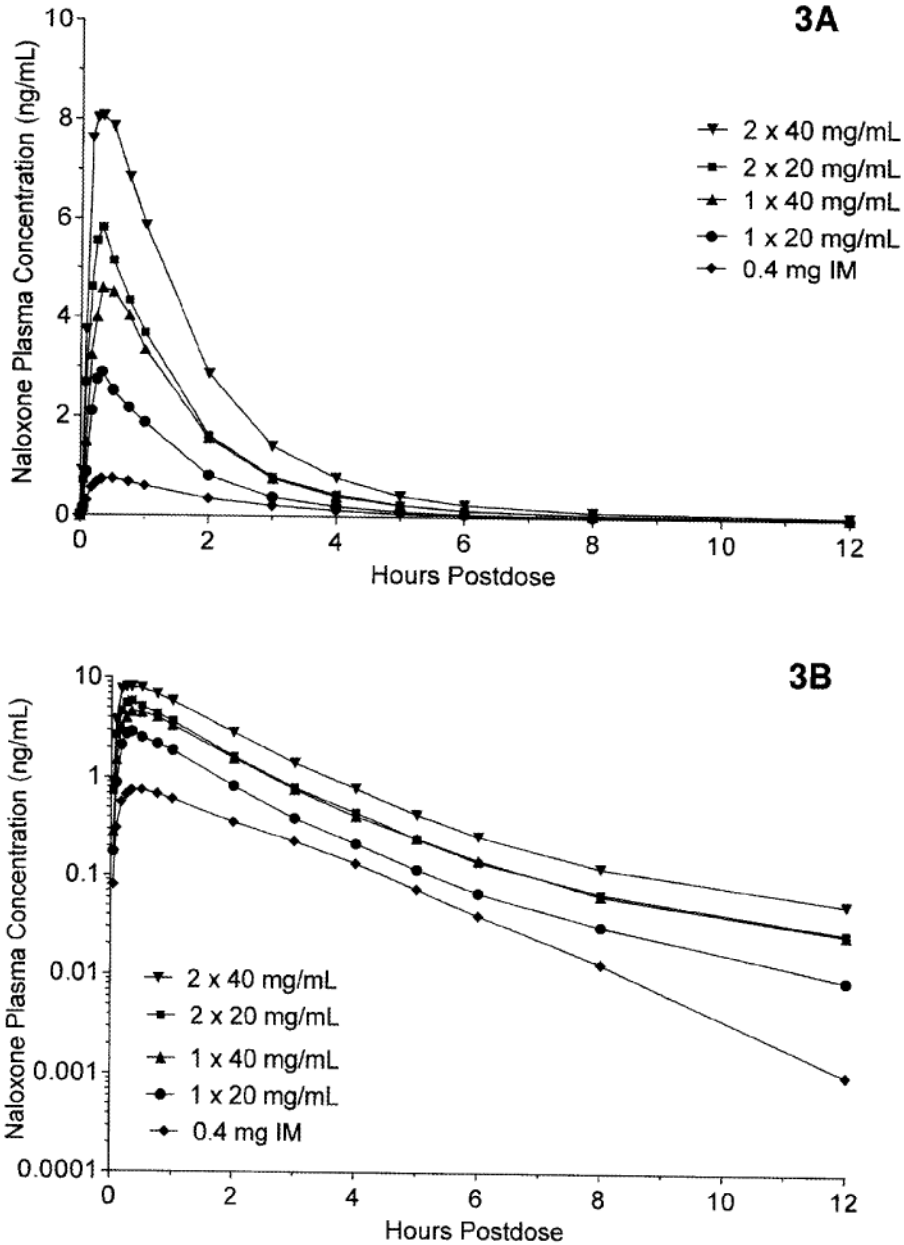 3A
10
8
6
4
2
0
Naloxone Plasma Concentration (ng/mL)
2 x 40 mg/mL
2 x 20 mg/mL
1 x 40 mg/mL
1 x 20 mg/mL
0.4 mg IM
0 2 4 6 8 10 12
Hours Postdose
3B
10
1
0.1
0.01
0.001
0.0001
Naloxone Plasma Concentration (ng/mL)
2 x 40 mg/mL
2 x 20 mg/mL
1 x 40 mg/mL
1 x 20 mg/mL
0.4 mg IM
0 2 4 6 8 10 12
Hours Postdose